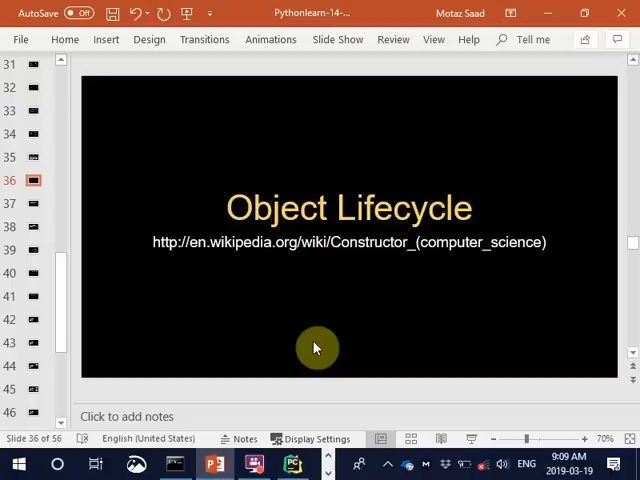 AutoSave Off Pythonlearn-14-... Motaz Saad
File Home Insert Design Transitions Animations Slide Show Review View Help Tell me
31
32
33
34
35
36
37
38
39
40
41
42
43
44
45
46
Object Lifecycle
http://en.wikipedia.org/wiki/Constructor_(computer_science)
Click to add notes
Slide 36 of 56 English (United States) Notes Display Settings 70%
ENG 9:09 AM
2019-03-19